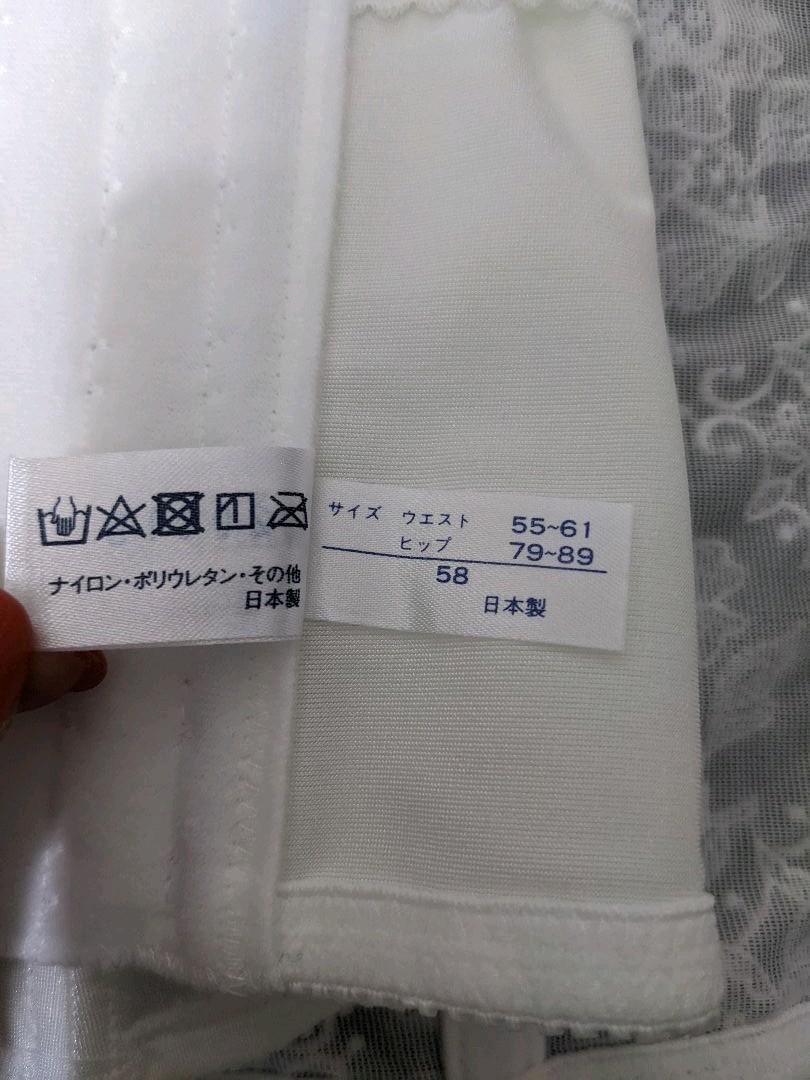 ナイロン・ポリウレタン・その他
日本製
サイズ ウエスト 55~61
ヒップ 79~89
58
日本製